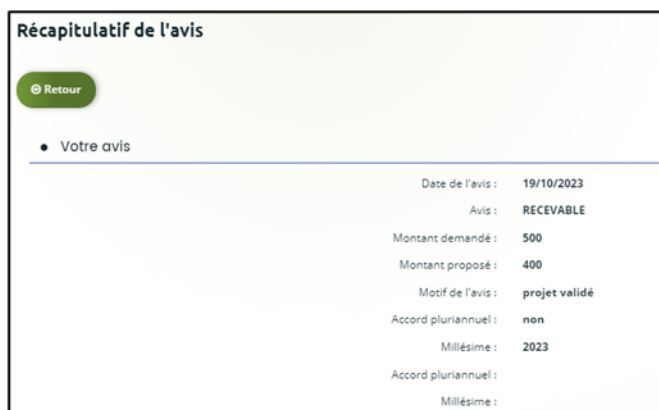 Récapitulatif de l'avis
Retour
Votre avis
Date de l'avis : 19/10/2023
Avis : RECEVABLE
Montant demandé : 500
Montant proposé : 400
Motif de l'avis : projet validé
Accord pluriannuel : non
Millésime : 2023
Accord pluriannuel :
Millésime :